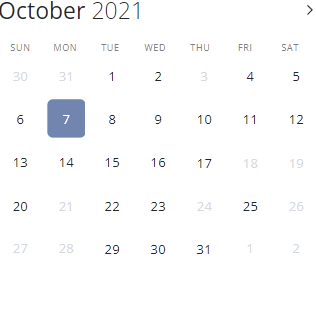 October 2021
SUN MON TUE WED THU FRI SAT
30 31 1 2 3 4 5
6 7 8 9 10 11 12
13 14 15 16 17 18 19
20 21 22 23 24 25 26
27 28 29 30 31 1 2